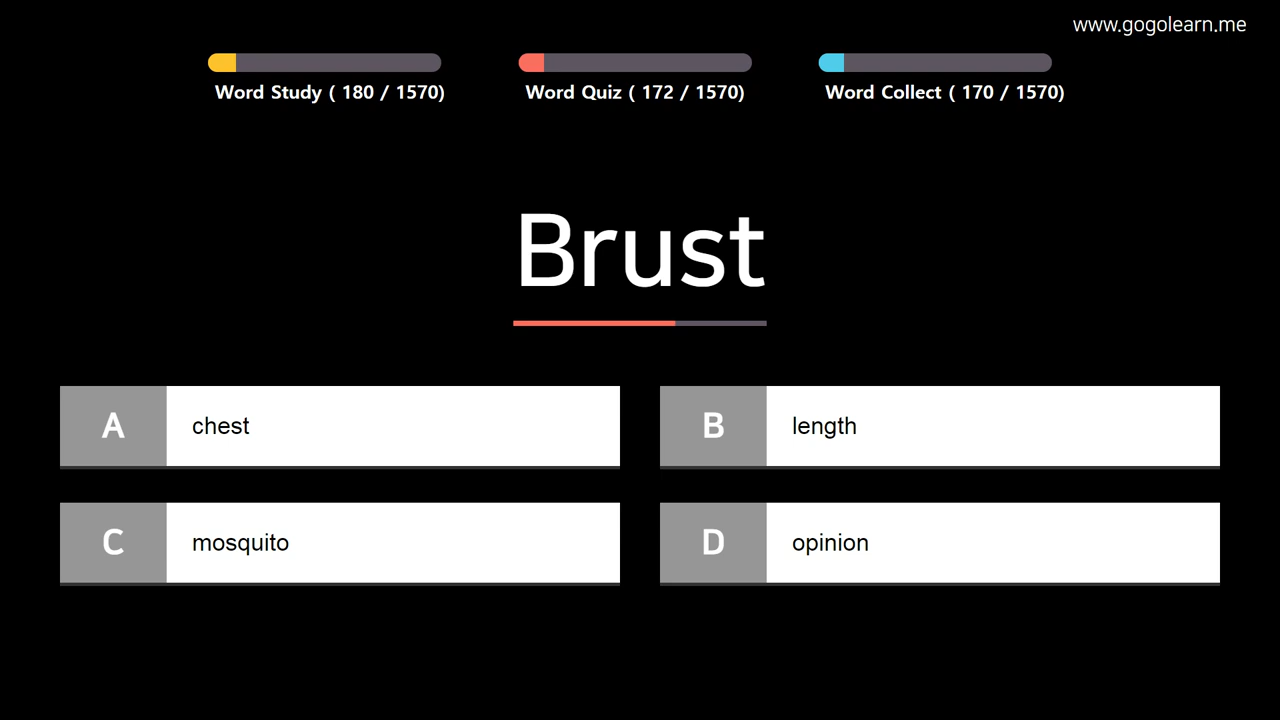 www.gogolearn.me
Word Study ( 180 / 1570)
Word Quiz ( 172 / 1570)
Word Collect ( 170 / 1570)
Brust
A chest
B length
C mosquito
D opinion